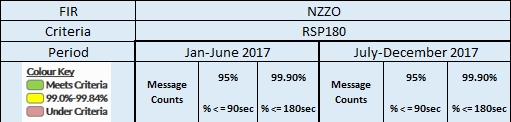 FIR NZZO
Criteria RSP180
Period Jan-June 2017 July-December 2017
Colour Key
Meets Criteria
99.0%-99.84%
Under Criteria
Message Counts
95%
% <= 90sec
99.90%
% <= 180sec
Message Counts
95%
% <= 90sec
99.90%
% <= 180sec